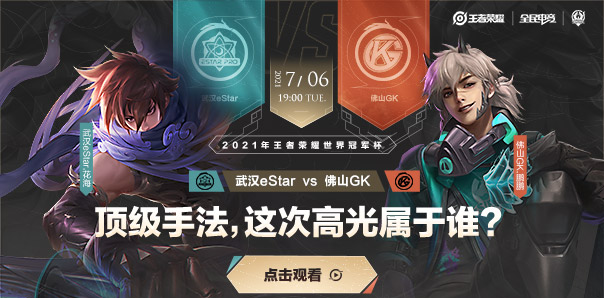 王者荣耀 全民电竞
VS
ESTAR PRO
武汉eStar
2021
7/06
19:00 TUE.
GK
佛山GK
2021年王者荣耀世界冠军杯
武汉eStar 花海
武汉eStar vs 佛山GK
佛山GK 鹏鹏
顶级手法,这次高光属于谁?
点击观看